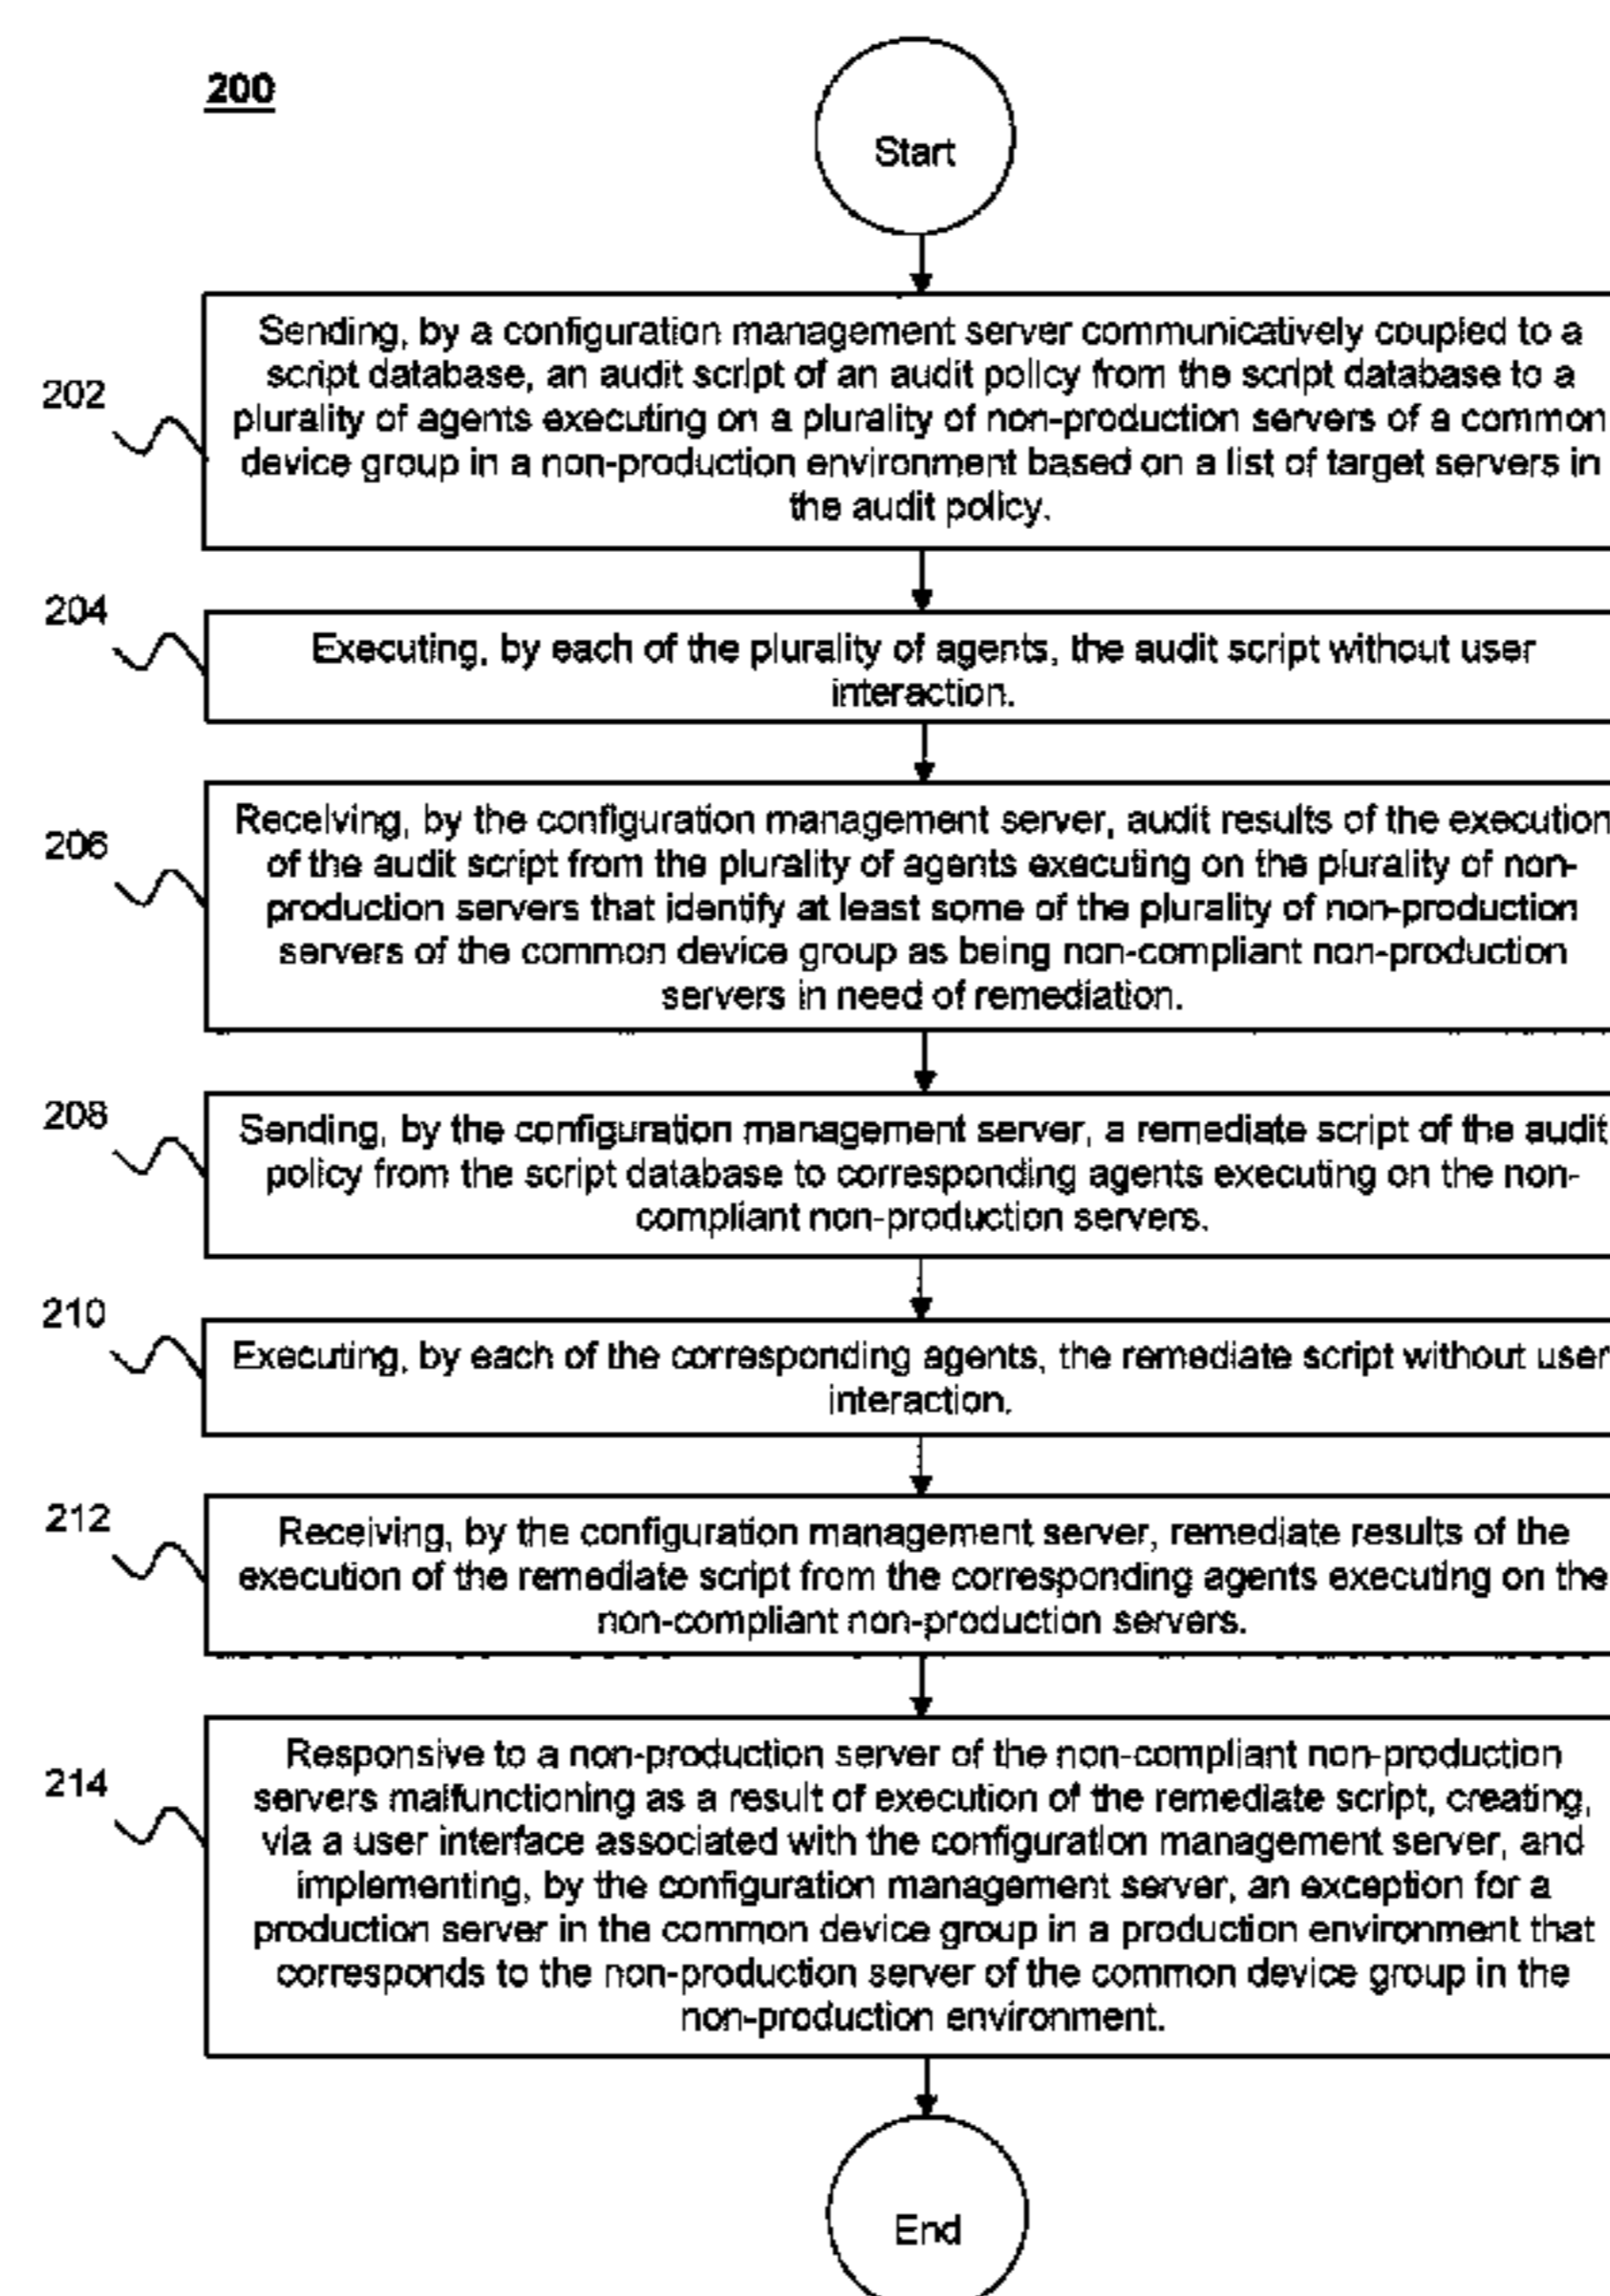 200
Start
202
Sending, by a configuration management server communicatively coupled to a
script database, an audit script of an audit policy from the script database to a
plurality of agents executing on a plurality of non-production servers of a common
device group in a non-production environment based on a list of target servers in
the audit policy.
204
Executing, by each of the plurality of agents, the audit script without user
interaction.
206
Receiving, by the configuration management server, audit results of the execution
of the audit script from the plurality of agents executing on the plurality of non-
production servers that identify at least some of the plurality of non-production
servers of the common device group as being non-compliant non-production
servers in need of remediation.
208
Sending, by the configuration management server, a remediate script of the audit
policy from the script database to corresponding agents executing on the non-
compliant non-production servers.
210
Executing, by each of the corresponding agents, the remediate script without user
interaction.
212
Receiving, by the configuration management server, remediate results of the
execution of the remediate script from the corresponding agents executing on the
non-compliant non-production servers.
214
Responsive to a non-production server of the non-compliant non-production
servers malfunctioning as a result of execution of the remediate script, creating,
via a user interface associated with the configuration management server, and
implementing, by the configuration management server, an exception for a
production server in the common device group in a production environment that
corresponds to the non-production server of the common device group in the
non-production environment.
End